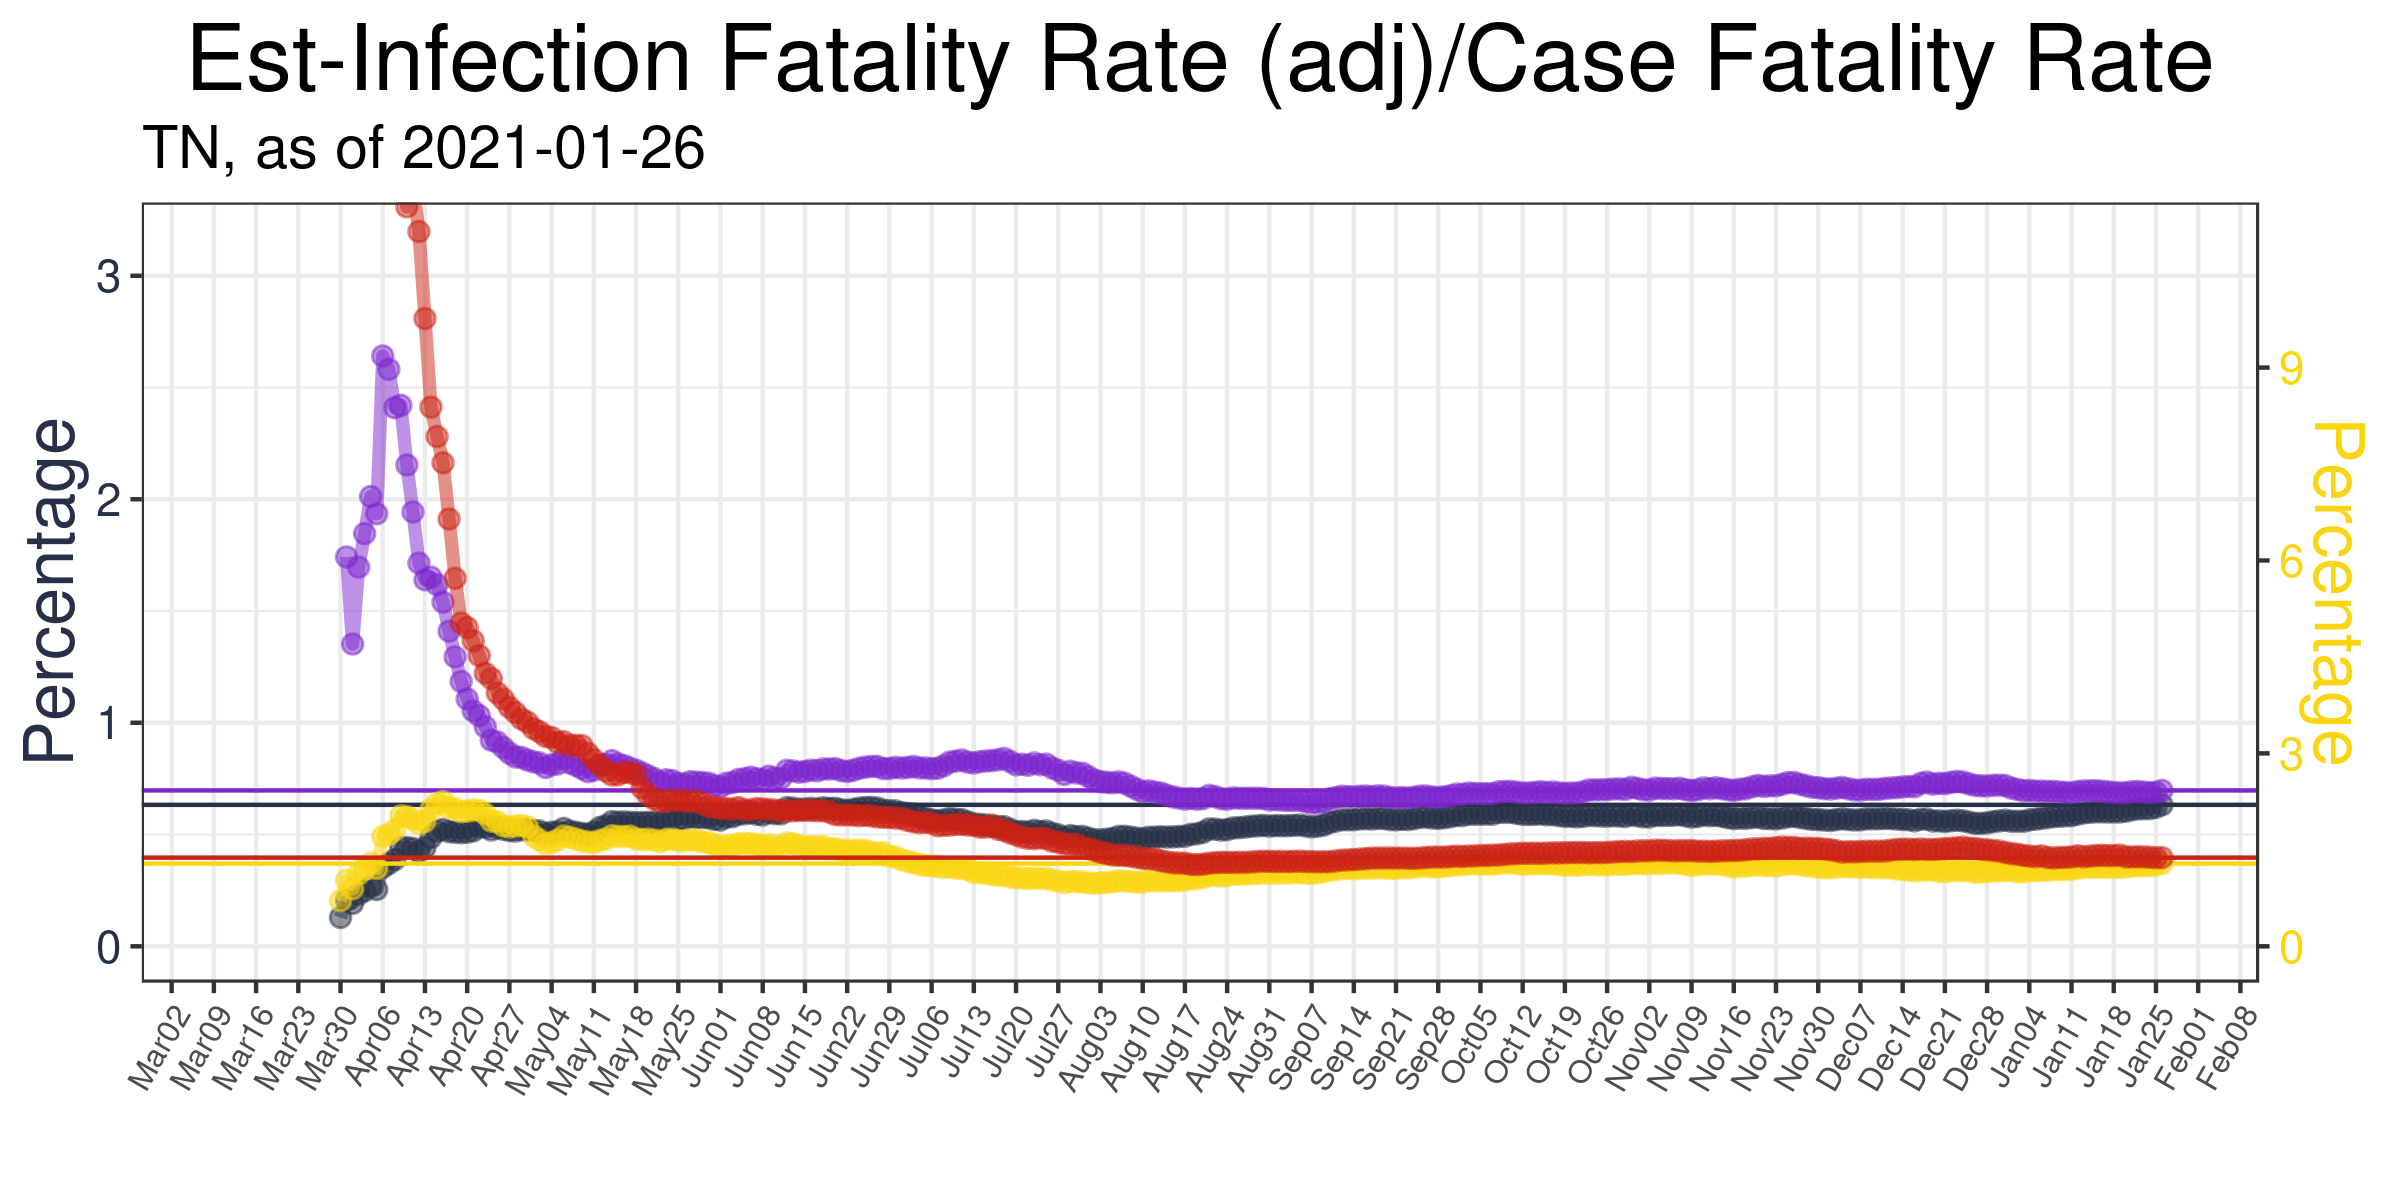 Est-Infection Fatality Rate (adj)/Case Fatality Rate
TN, as of 2021-01-26
Percentage
3
2
1
0
9
6
3
0
Percentage
Mar02 Mar09 Mar16 Mar23 Mar30 Apr06 Apr13 Apr20 Apr27 May04 May11 May18 May25 Jun01 Jun08 Jun15 Jun22 Jun29 Jul06 Jul13 Jul20 Jul27 Aug03 Aug10 Aug17 Aug24 Aug31 Sep07 Sep14 Sep21 Sep28 Oct05 Oct12 Oct19 Oct26 Nov02 Nov09 Nov16 Nov23 Nov30 Dec07 Dec14 Dec21 Dec28 Jan04 Jan11 Jan18 Jan25 Feb01 Feb08